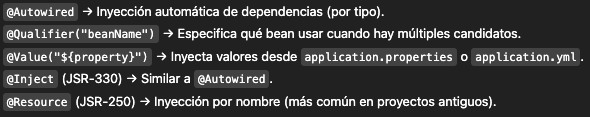 @Autowired → Inyección automática de dependencias (por tipo).
@Qualifier("beanName") → Especifica qué bean usar cuando hay múltiples candidatos.
@Value("${property}") → Inyecta valores desde application.properties o application.yml.
@Inject (JSR-330) → Similar a @Autowired.
@Resource (JSR-250) → Inyección por nombre (más común en proyectos antiguos).